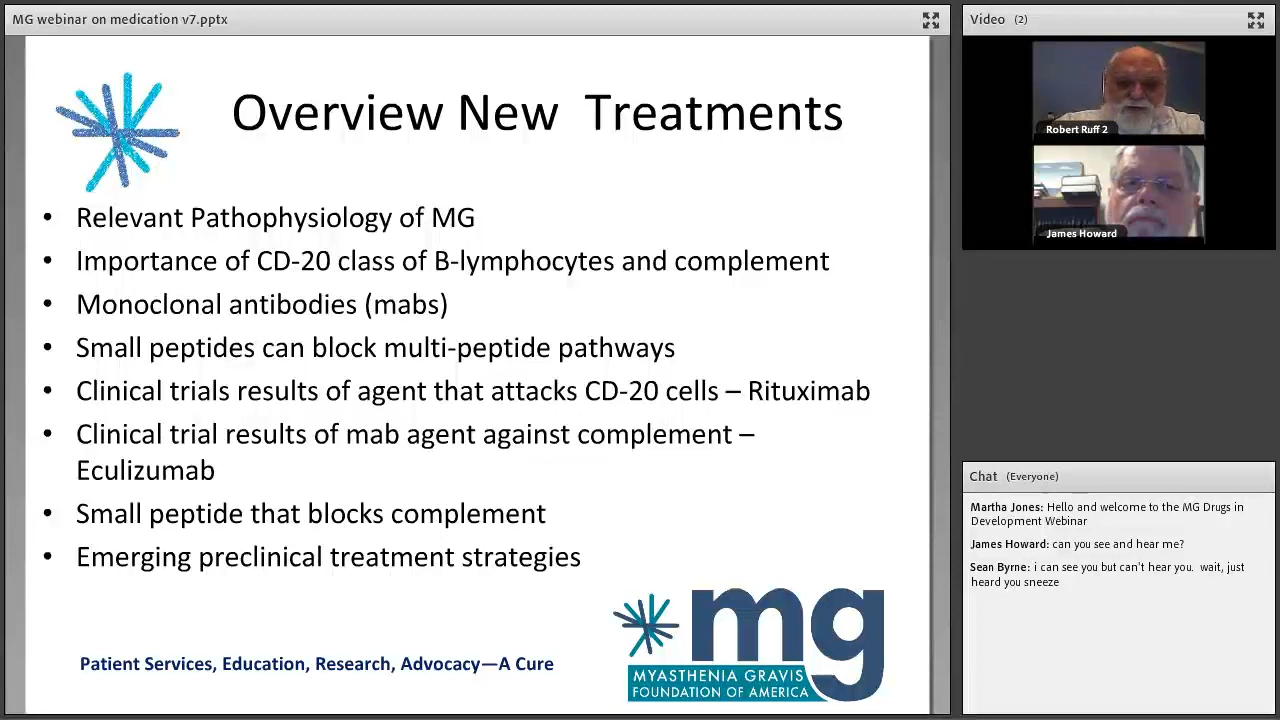 MG webinar on medication v7.pptx
Overview New  Treatments
• Relevant Pathophysiology of MG
• Importance of CD-20 class of B-lymphocytes and complement
• Monoclonal antibodies (mabs)
• Small peptides can block multi-peptide pathways
• Clinical trials results of agent that attacks CD-20 cells – Rituximab
• Clinical trial results of mab agent against complement –
Eculizumab
• Small peptide that blocks complement
• Emerging preclinical treatment strategies
Patient Services, Education, Research, Advocacy—A Cure
mg
MYASTHENIA GRAVIS
FOUNDATION OF AMERICA
Video (2)
Robert Ruff 2
James Howard
Chat (Everyone)
Martha Jones: Hello and welcome to the MG Drugs in
Development Webinar
James Howard: can you see and hear me?
Sean Byrne: i can see you but can't hear you.  wait, just
heard you sneeze